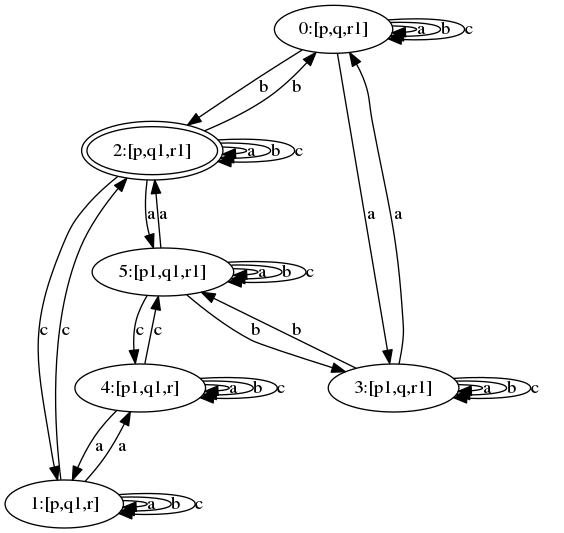 0:[p,q,r1]
a b c
b
b
2:[p,q1,r1]
a b c
a a
a a
5:[p1,q1,r1]
a b c
c c
c c
b b
4:[p1,q1,r]
a b c
3:[p1,q,r1]
a b c
a a
1:[p,q1,r]
a b c